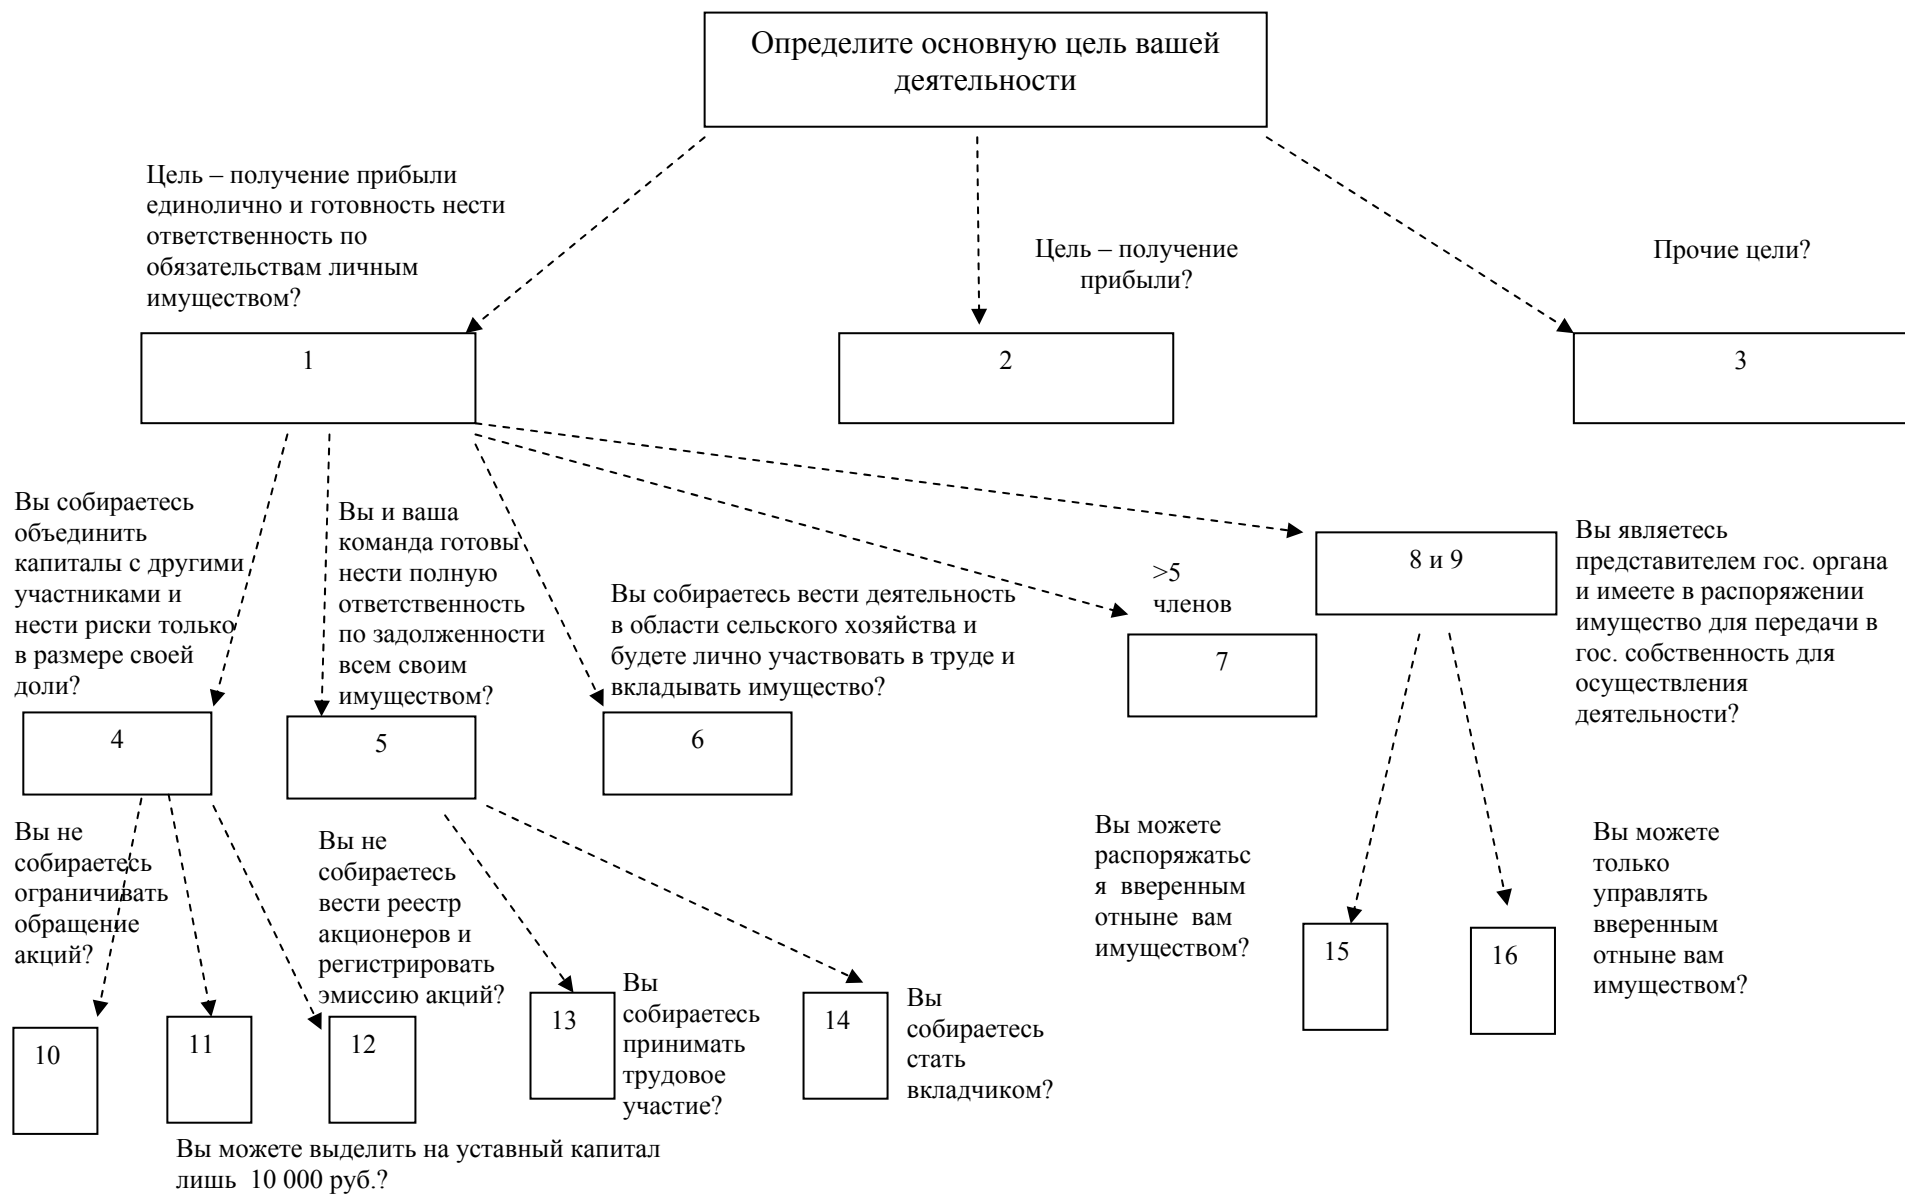 Определите основную цель вашей
деятельности
Цель – получение прибыли
единолично и готовность нести
ответственность по
обязательствам личным
имуществом?
Цель – получение
прибыли?
Прочие цели?
1
2
3
Вы собираетесь
объединить
капиталы с другими
участниками и
нести риски только
в размере своей
доли?
Вы и ваша
команда готовы
нести полную
ответственность
по задолженности
всем своим
имуществом?
Вы собираетесь вести деятельность
в области сельского хозяйства и
будете лично участвовать в труде и
вкладывать имущество?
>5
членов
8 и 9
Вы являетесь
представителем гос. органа
и имеете в распоряжении
имущество для передачи в
гос. собственность для
осуществления
деятельности?
4
5
6
7
Вы не
собираетесь
ограничивать
обращение
акций?
Вы не
собираетесь
вести реестр
акционеров и
регистрировать
эмиссию акций?
Вы можете
распоряжатьс
я вверенным
отныне вам
имуществом?
Вы можете
только
управлять
вверенным
отныне вам
имуществом?
10
11
12
13
Вы
собираетесь
принимать
трудовое
участие?
14
Вы
собираетесь
стать
вкладчиком?
15
16
Вы можете выделить на уставный капитал
лишь 10 000 руб.?